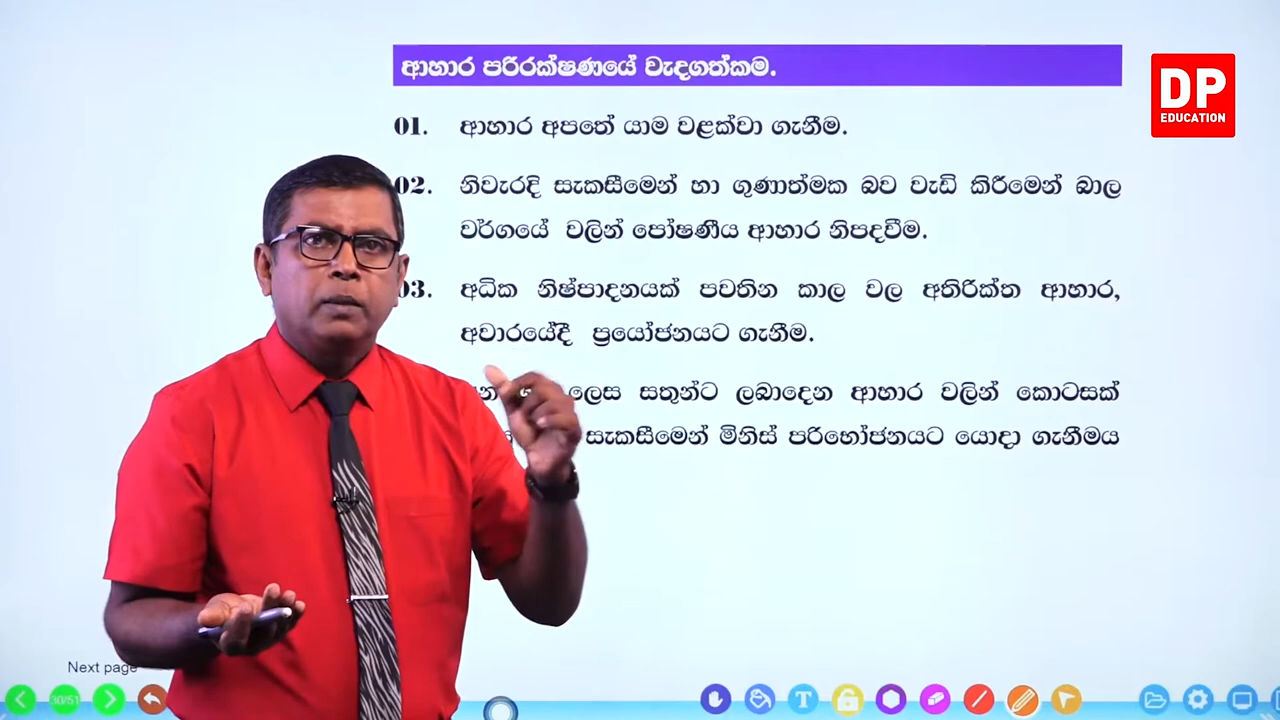 ආහාර පරිරක්ෂණයේ වැදගත්කම.
DP
EDUCATION
01. ආහාර අපතේ යාම වළක්වා ගැනීම.
02. නිවැරදි සැකසීමෙන් හා ගුණාත්මක බව වැඩි කිරීමෙන් බාල
වර්ගයේ වලින් පෝෂණීය ආහාර නිපදවීම.
03. අධික නිෂ්පාදනයක් පවතින කාල වල අතිරික්ත ආහාර,
අවාරයේදී ප්‍රයෝජනයට ගැනීම.
ලෙස සතුන්ට ලබාදෙන ආහාර වලින් කොටසක්
සැකසීමෙන් මිනිස් පරිභෝජනයට යොදා ගැනීමය
Next page
30/51
T